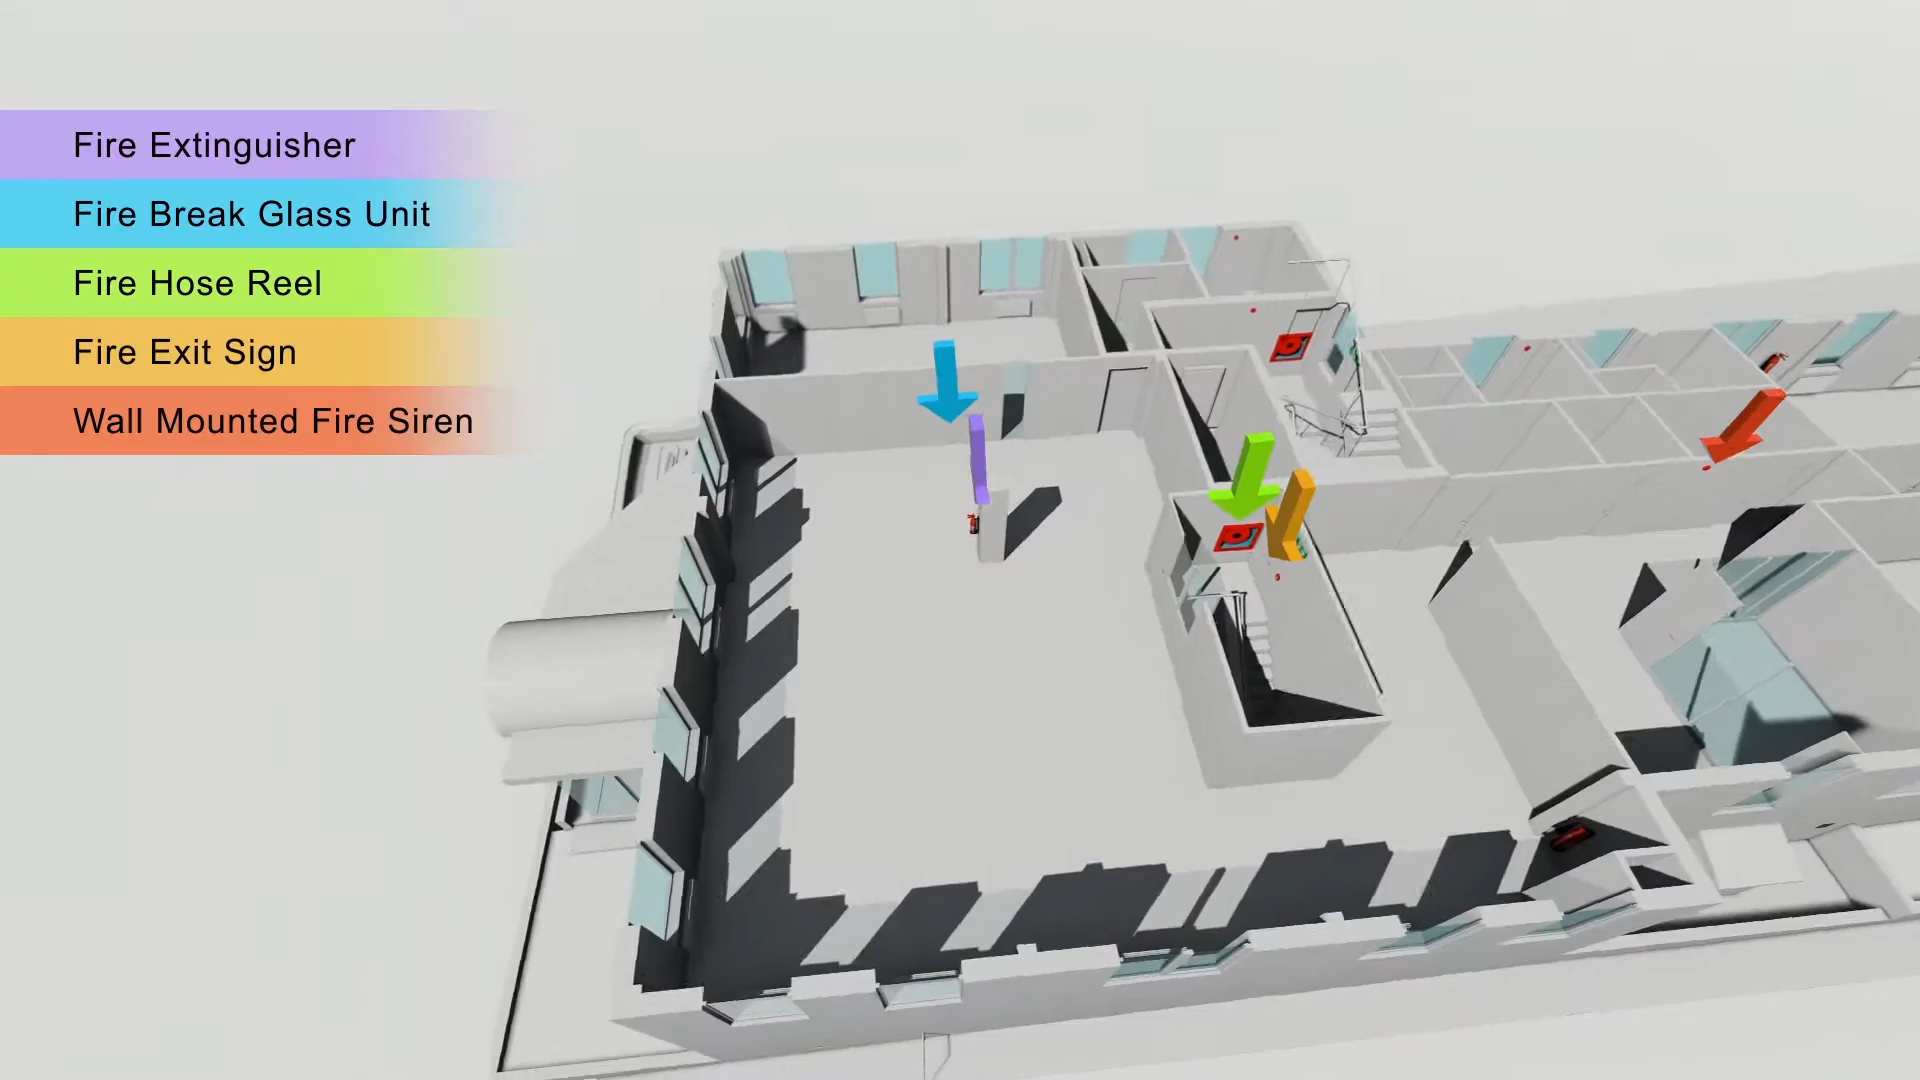 Fire Extinguisher
Fire Break Glass Unit
Fire Hose Reel
Fire Exit Sign
Wall Mounted Fire Siren